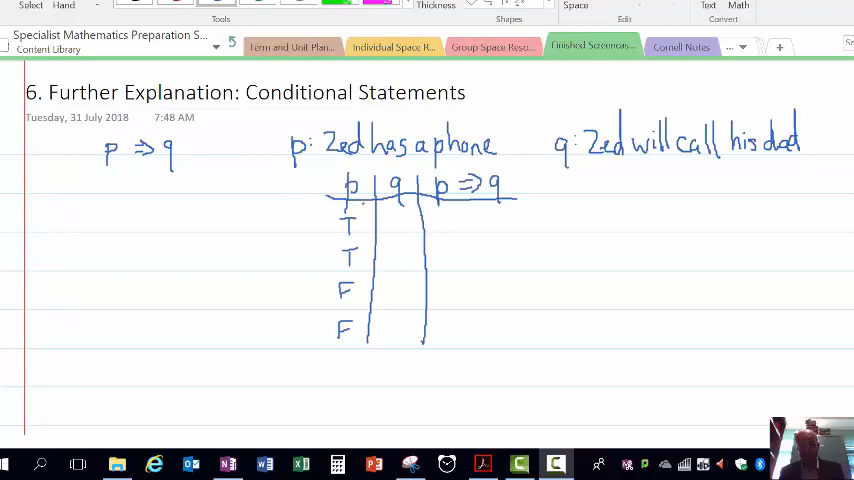 Statements
Hand
Tools
Thickness
Shapes
Space
Edit
Text
Math
Convert
Specialist Mathematics Preparation S...
Content Library
Term and Unit Plan...
Individual Space R...
Group Space Reso...
Finished Screencas...
Cornell Notes
...
6. Further Explanation: Conditional Statements
Tuesday, 31 July 2018 7:48 AM
p ⇒ q p: Zed has a phone q: Zed will call his dad
p q p ⇒ q
T
T
F
F